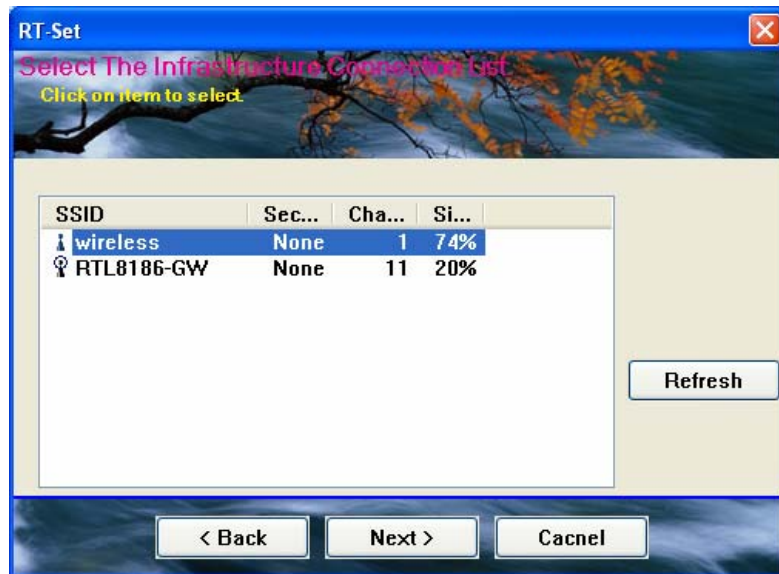 RT-Set
Select The Infrastructure Connection List.
Click on item to select.
SSID Sec... Cha... Si...
wireless None 1 74%
RTL8186-GW None 11 20%
Refresh
< Back Next > Cacnel